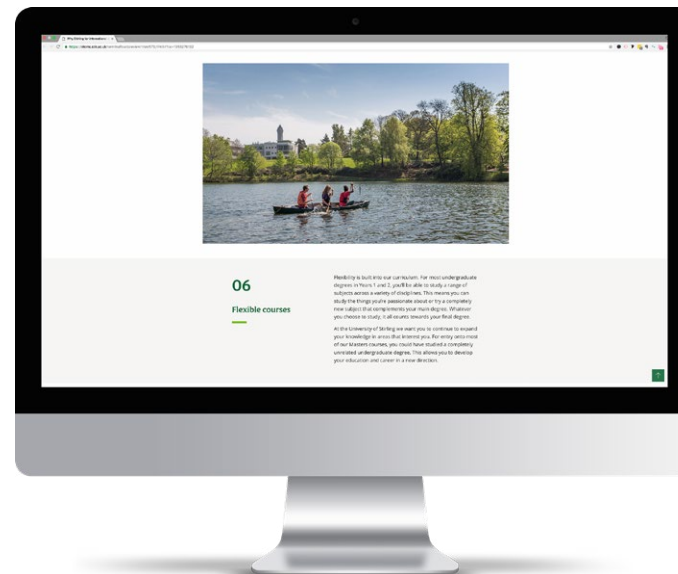 06
Flexible courses
Flexibility is built into our curriculum. For most undergraduate
degrees in Years 1 and 2, you'll be able to study a range of
subjects across a variety of disciplines. This means you can
study the things you're passionate about or try a completely
new subject that complements your main degree. Whatever
you choose to study, it all counts towards your final degree.
At the University of Stirling we want you to continue to expand
your knowledge in areas that interest you. For entry onto most
of our Masters courses, you could have studied a completely
unrelated undergraduate degree. This allows you to develop
your education and career in a new direction.